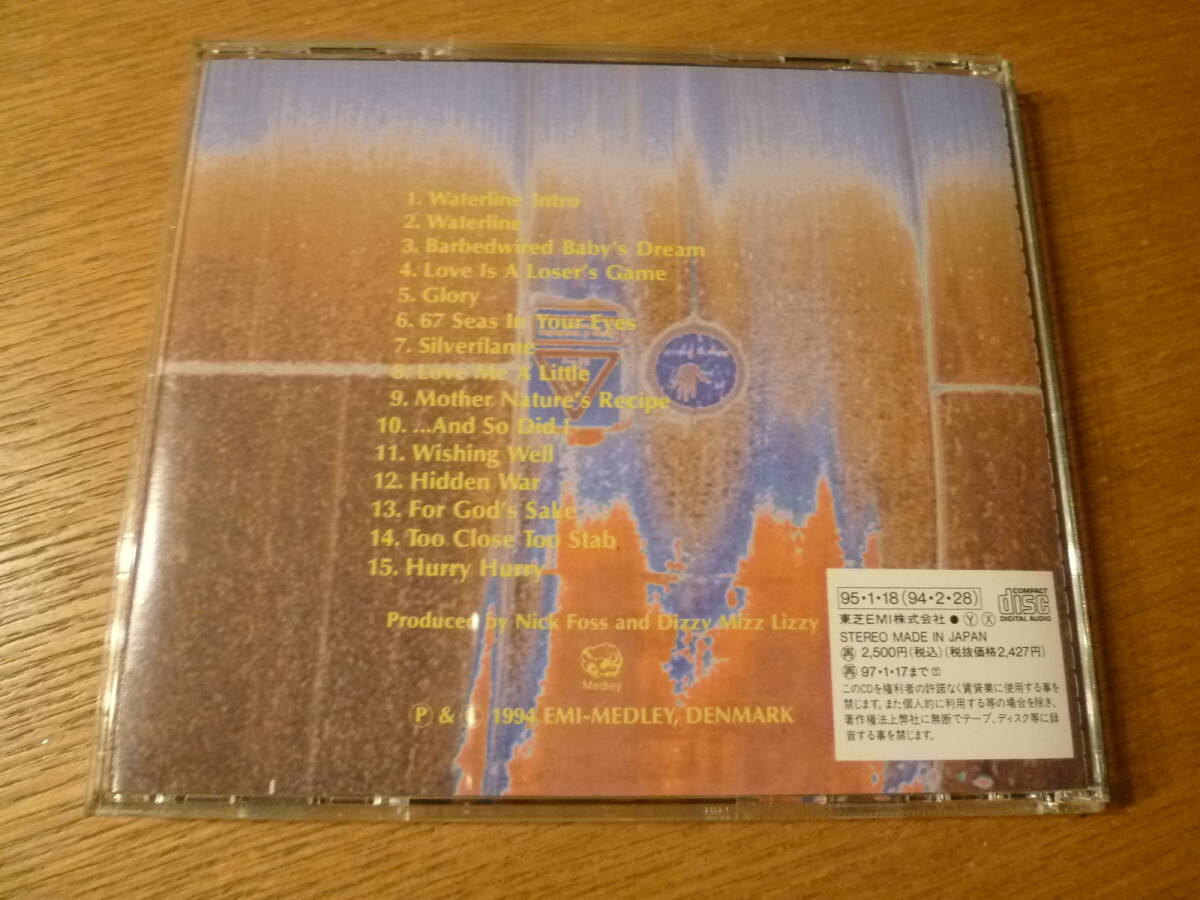 1. Waterline Intro
2. Waterline
3. Barbedwired Baby's Dream
4. Love Is A Loser's Game
5. Glory
6. 67 Seas In Your Eyes
7. Silverflame
8. Love Me A Little
9. Mother Nature's Recipe
10. ...And So Did I
11. Wishing Well
12. Hidden War
13. For God's Sake
14. Too Close Too Stab
15. Hurry Hurry
Produced by Nick Foss and Dizzy Mizz Lizzy
Medley
Ⓟ & © 1994 EMI-MEDLEY, DENMARK
95・1・18(94・2・28)
COMPACT
disc
DIGITAL AUDIO
東芝EMI株式会社●ⓎⓍ
STEREO MADE IN JAPAN
再 2,500円(税込)(税抜価格2,427円)
再 97・1・17まで
このCDを権利者の許諾なく賃貸業に使用する事を
禁じます。また個人的に利用する等の場合を除き、
著作権法上弊社に無断でテープ、ディスク等に録
音する事を禁じます。